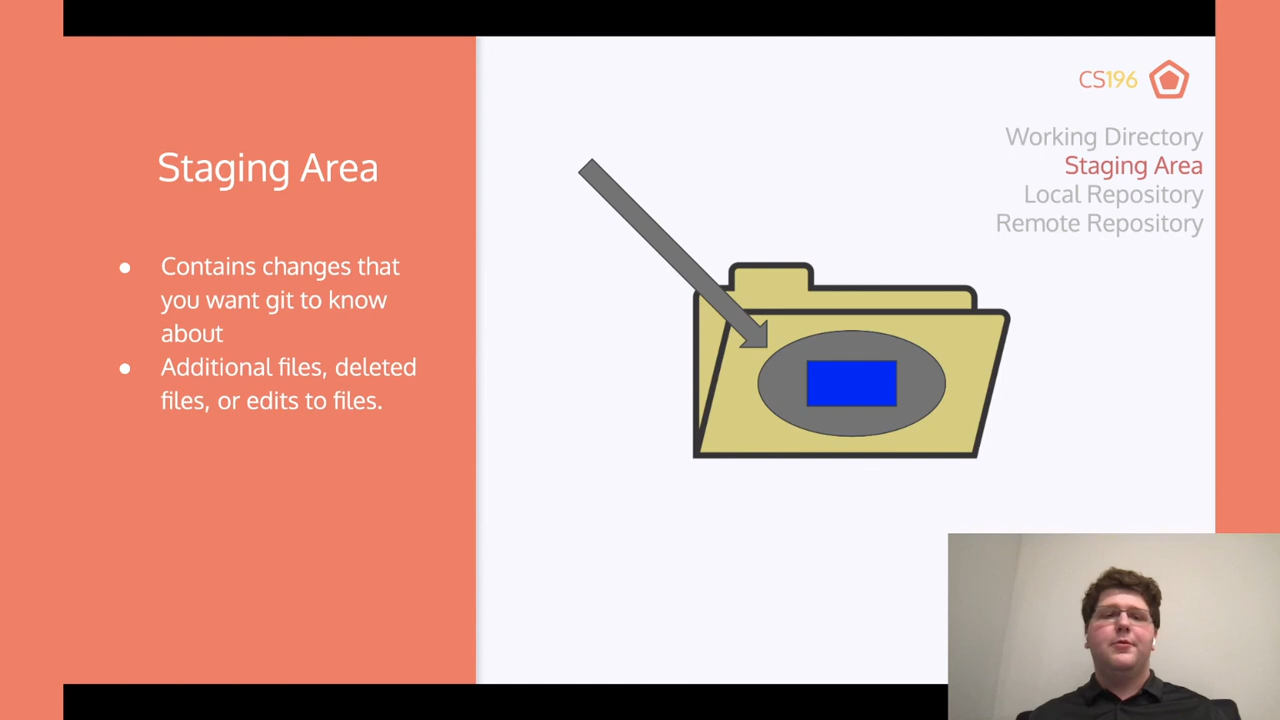 CS196
Working Directory
Staging Area
Local Repository
Remote Repository
Staging Area
● Contains changes that
you want git to know
about
● Additional files, deleted
files, or edits to files.